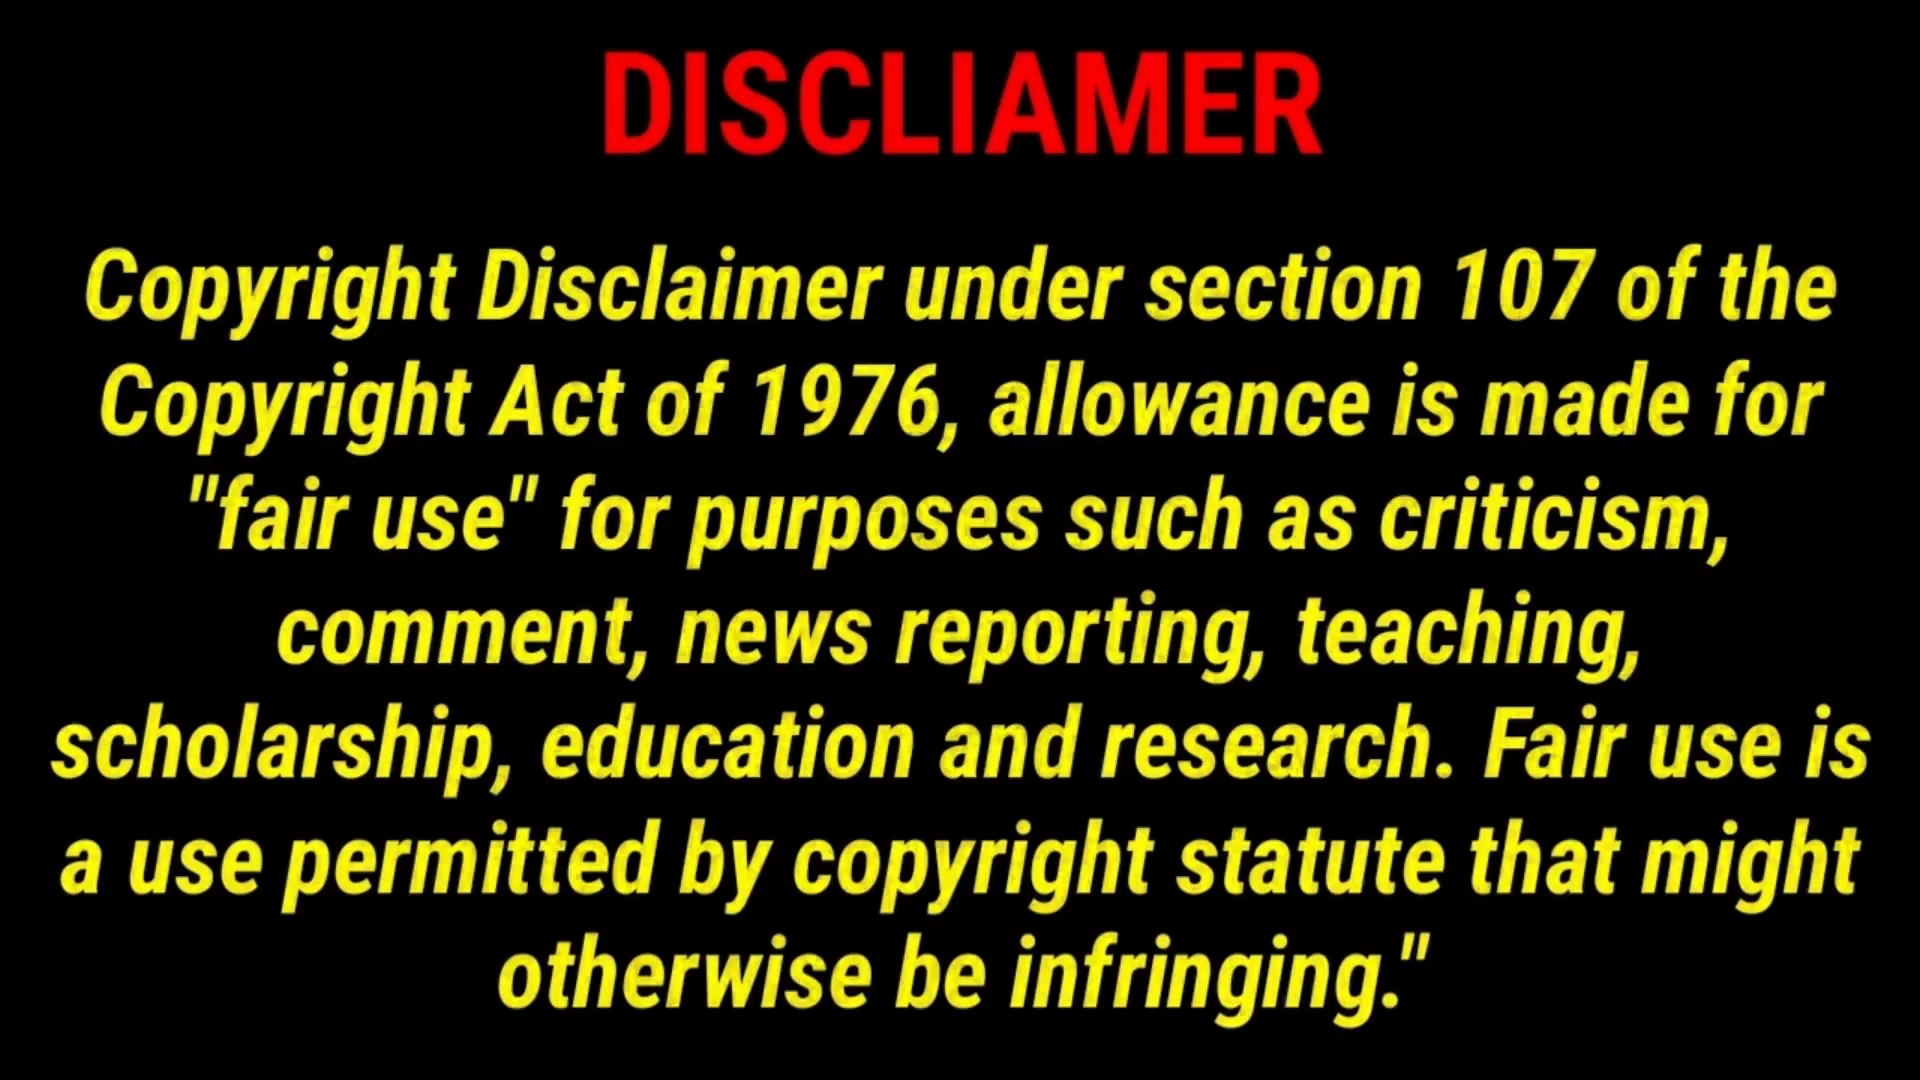 DISCLIAMER
Copyright Disclaimer under section 107 of the
Copyright Act of 1976, allowance is made for
"fair use" for purposes such as criticism,
comment, news reporting, teaching,
scholarship, education and research. Fair use is
a use permitted by copyright statute that might
otherwise be infringing."